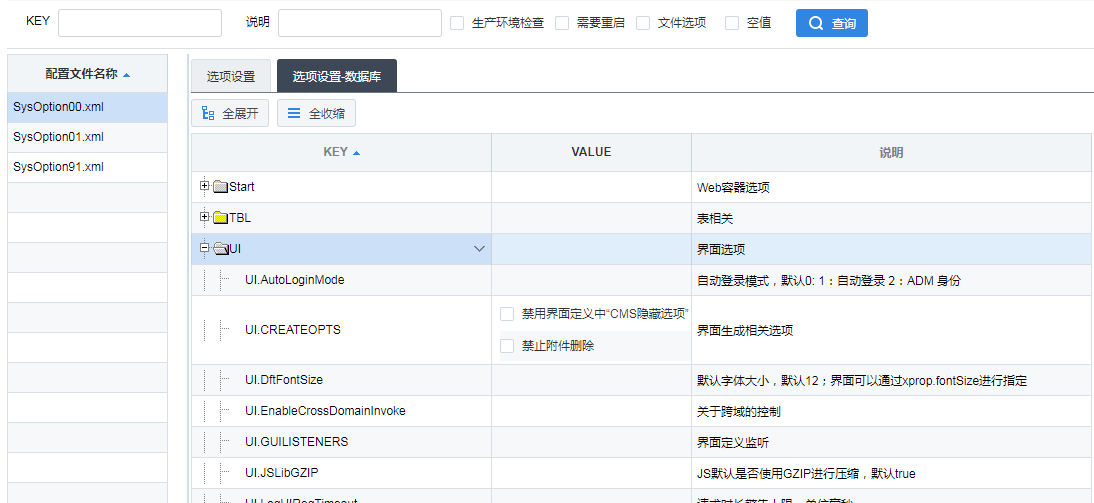 KEY 说明 生产环境检查 需要重启 文件选项 空值 查询
配置文件名称
SysOption00.xml
SysOption01.xml
SysOption91.xml
选项设置 选项设置-数据库
全展开 全收缩
KEY VALUE 说明
Start Web容器选项
TBL 表相关
UI 界面选项
UI.AutoLoginMode 自动登录模式，默认0: 1：自动登录 2：ADM 身份
UI.CREATEOPTS 禁用界面定义中“CMS隐藏选项” 禁止附件删除 界面生成相关选项
UI.DftFontSize 默认字体大小，默认12；界面可以通过xprop.fontSize进行指定
UI.EnableCrossDomainInvoke 关于跨域的控制
UI.GUILISTENERS 界面定义监听
UI.JSLibGZIP JS默认是否使用GZIP进行压缩，默认true